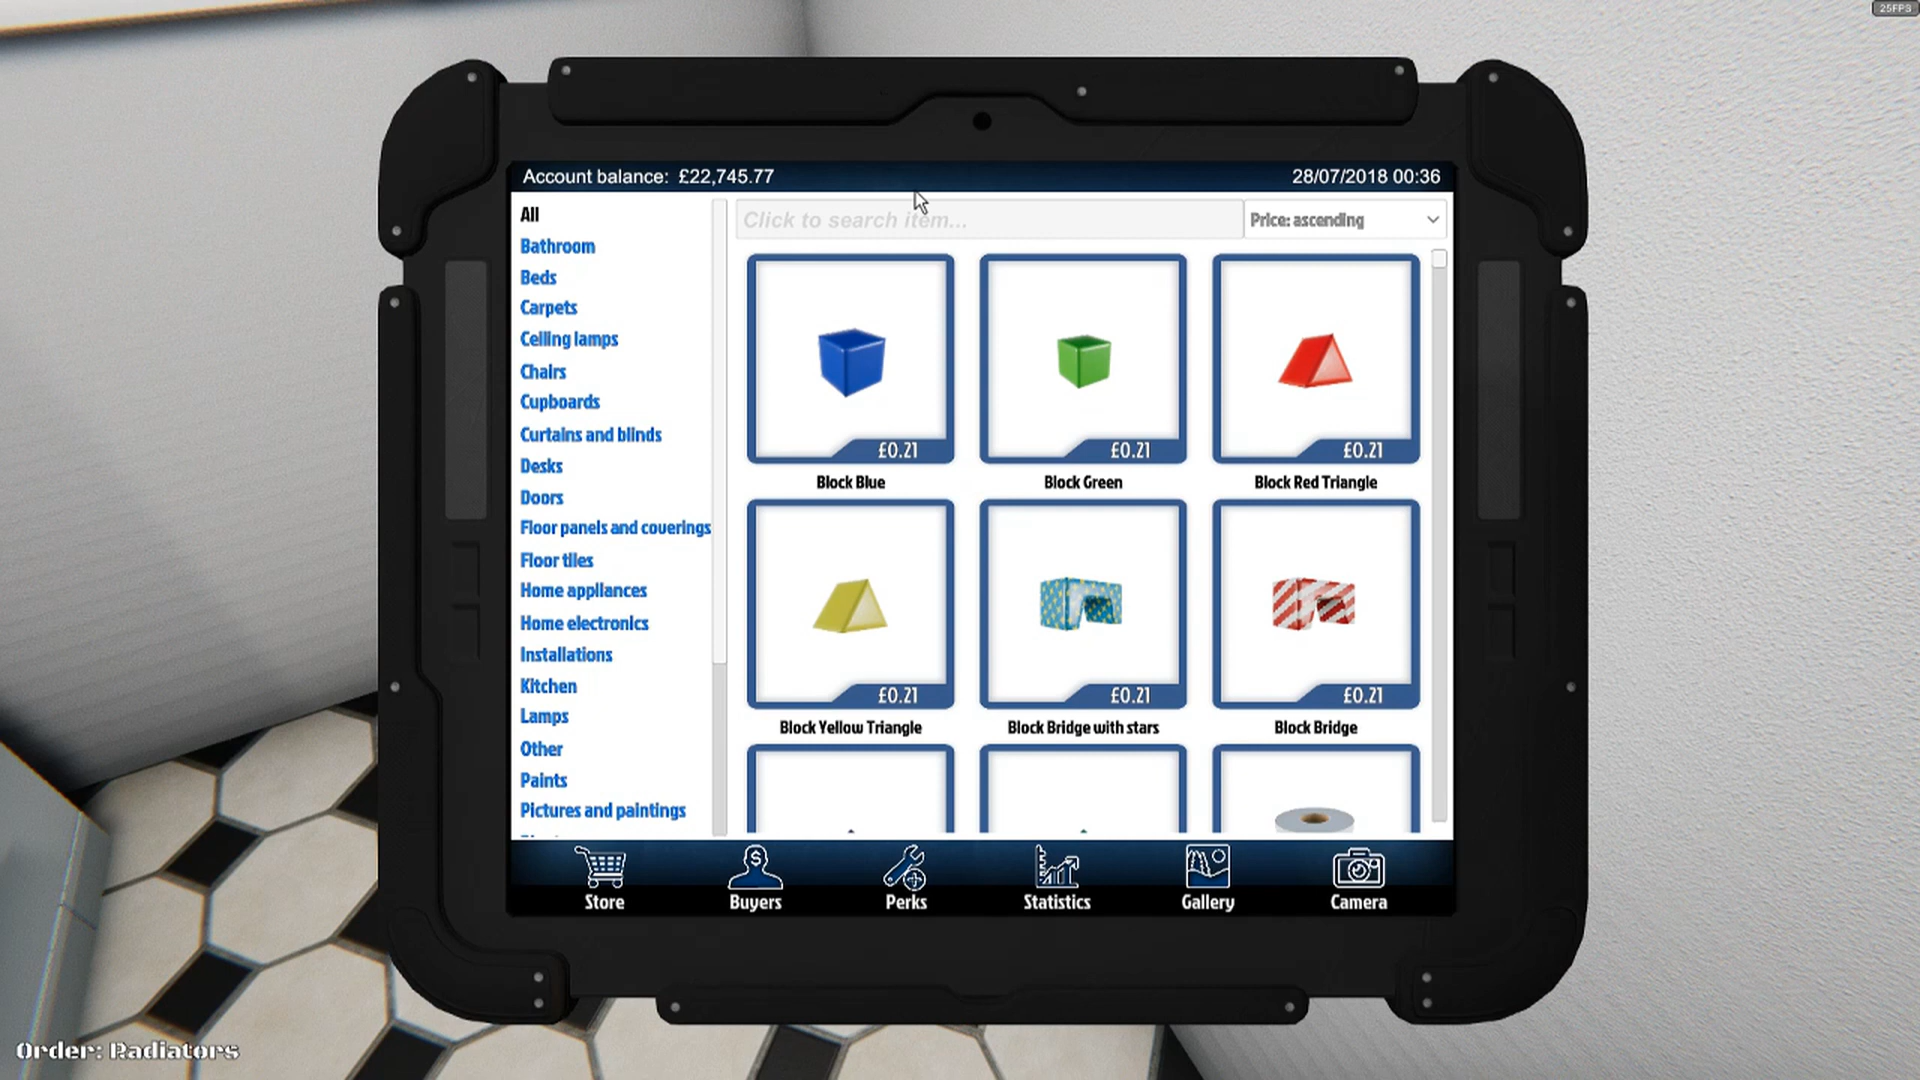 25FPS
Account balance: £22,745.77
28/07/2018 00:36
All
Bathroom
Beds
Carpets
Ceiling lamps
Chairs
Cupboards
Curtains and blinds
Desks
Doors
Floor panels and coverings
Floor tiles
Home appliances
Home electronics
Installations
Kitchen
Lamps
Other
Paints
Pictures and paintings
Click to search item...
Price: ascending
£0.21
£0.21
£0.21
Block Blue
Block Green
Block Red Triangle
£0.21
£0.21
£0.21
Block Yellow Triangle
Block Bridge with stars
Block Bridge
Store
Buyers
Perks
Statistics
Gallery
Camera
Order: Radiators